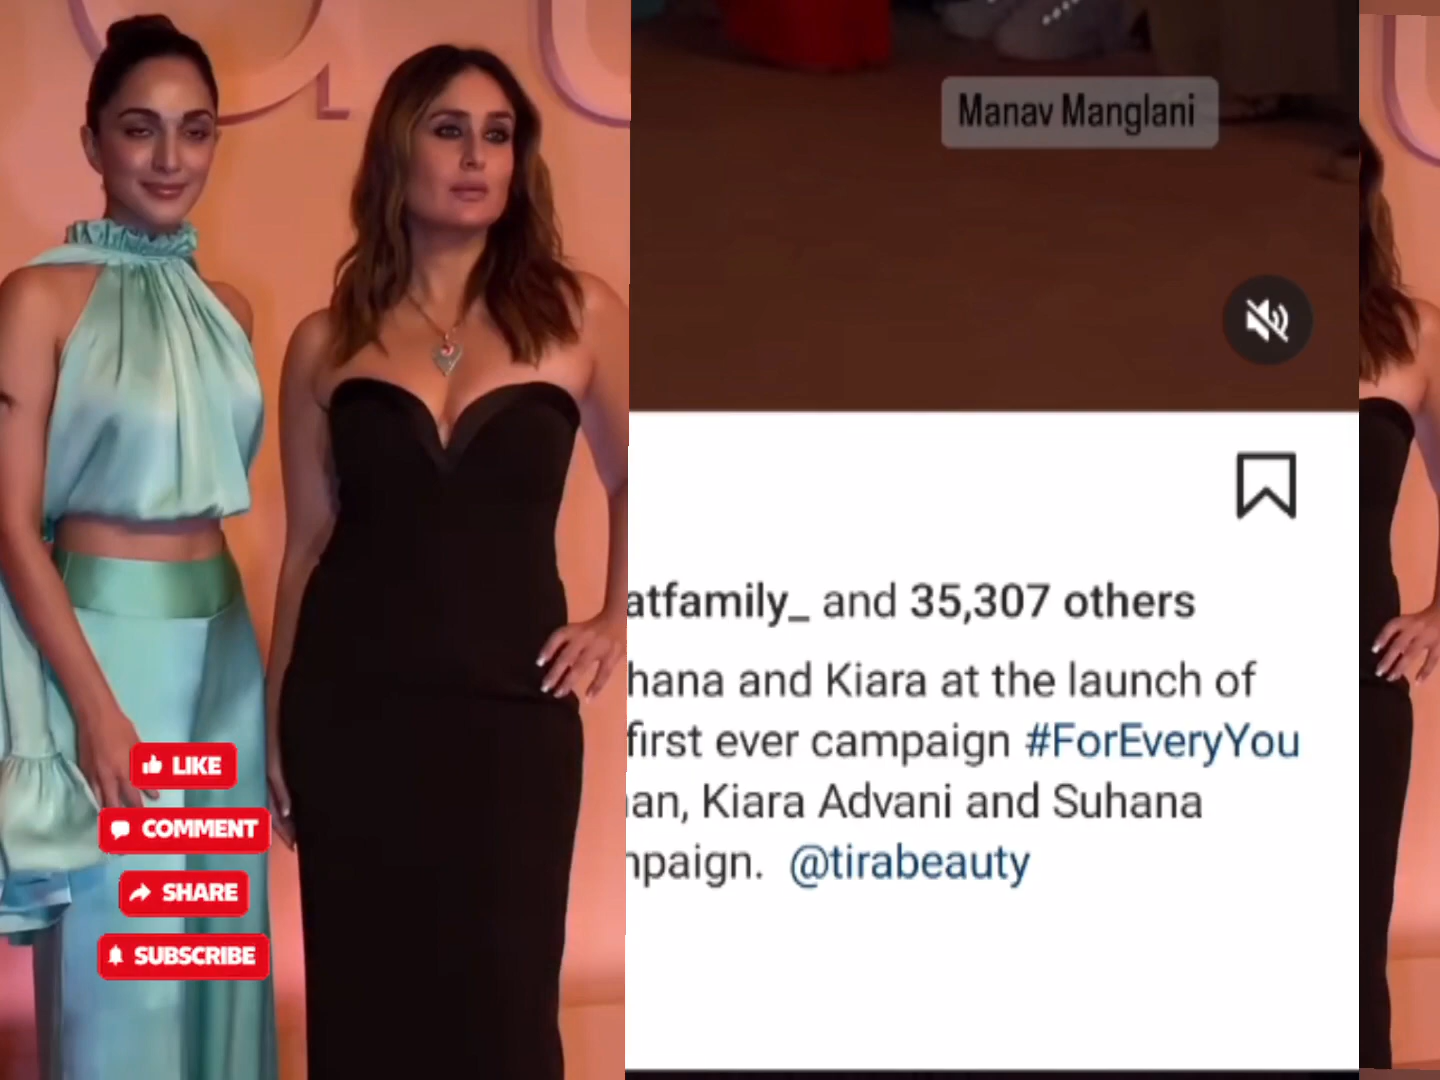 Manav Manglani
atfamily_ and 35,307 others
hana and Kiara at the launch of
first ever campaign #ForEveryYou
an, Kiara Advani and Suhana
paign. @tirabeauty
LIKE
COMMENT
SHARE
SUBSCRIBE